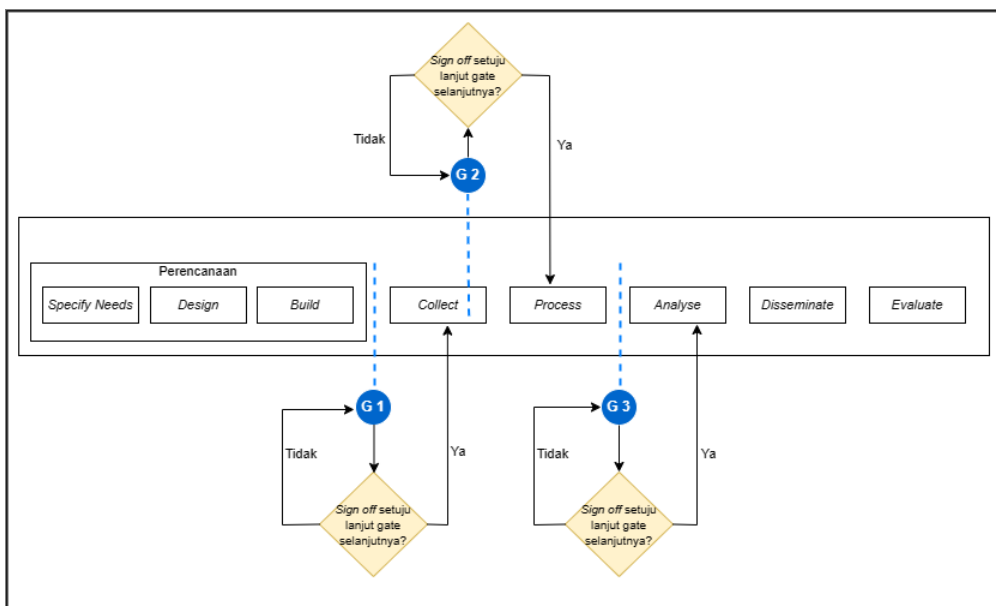 Sign off setuju
lanjut gate
selanjutnya?
Tidak
Ya
G 2
Perencanaan
Specify Needs
Design
Build
Collect
Process
Analyse
Disseminate
Evaluate
G 1
G 3
Tidak
Ya
Tidak
Ya
Sign off setuju
lanjut gate
selanjutnya?
Sign off setuju
lanjut gate
selanjutnya?